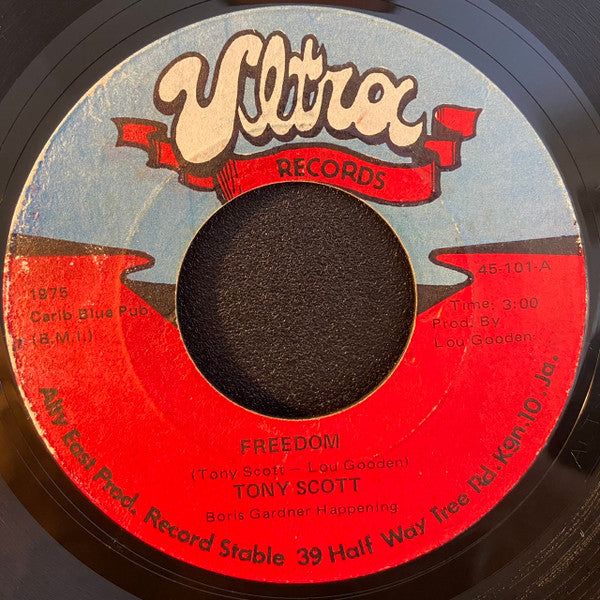 Ultra
RECORDS
1975
Carib Blue Pub
(B.M.I.)
45-101-A
Time: 3:00
Prod. By
Lou Gooden
FREEDOM
(Tony Scott - Lou Gooden)
TONY SCOTT
Boris Gardner Happening
Alty East Prod. Record Stable 39 Half Way Tree Rd. Kgn. 10. Ja.